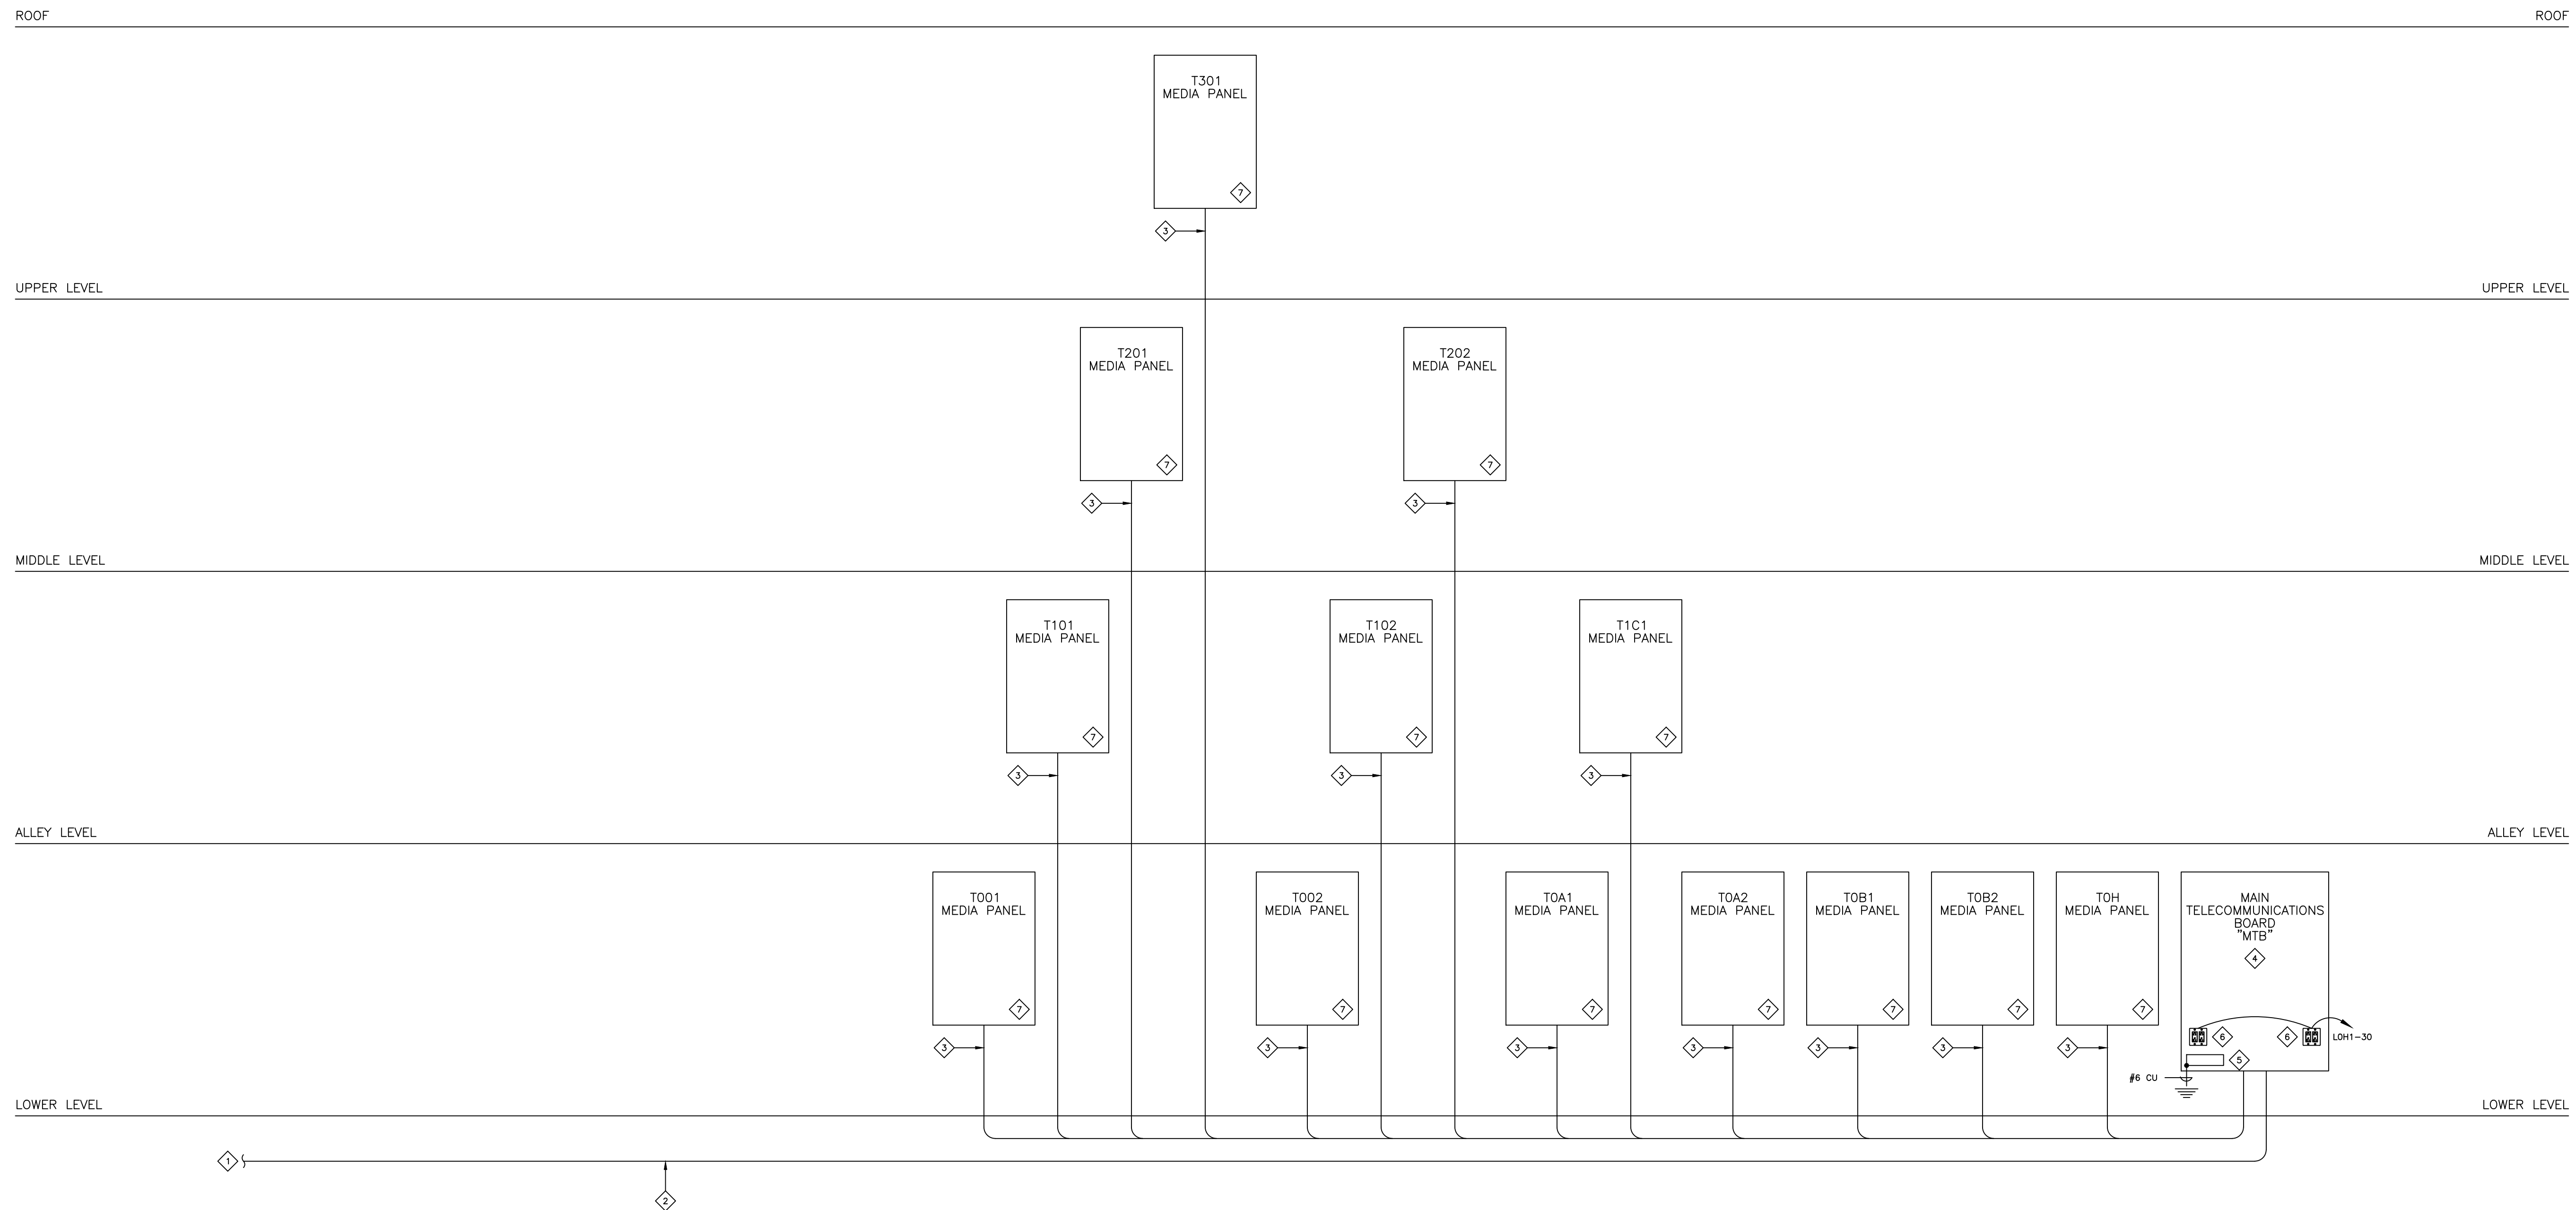 ROOF
ROOF
T301
MEDIA PANEL
7
3
UPPER LEVEL
UPPER LEVEL
T201
MEDIA PANEL
7
3
T202
MEDIA PANEL
7
3
MIDDLE LEVEL
MIDDLE LEVEL
T101
MEDIA PANEL
7
3
T102
MEDIA PANEL
7
3
T1C1
MEDIA PANEL
7
3
ALLEY LEVEL
ALLEY LEVEL
T001
MEDIA PANEL
7
3
T002
MEDIA PANEL
7
3
T0A1
MEDIA PANEL
7
3
T0A2
MEDIA PANEL
7
3
T0B1
MEDIA PANEL
7
3
T0B2
MEDIA PANEL
7
3
T0H
MEDIA PANEL
7
3
MAIN
TELECOMMUNICATIONS
BOARD
"MTB"
4
6
6
L0H1-30
5
#6 CU
LOWER LEVEL
LOWER LEVEL
1
2